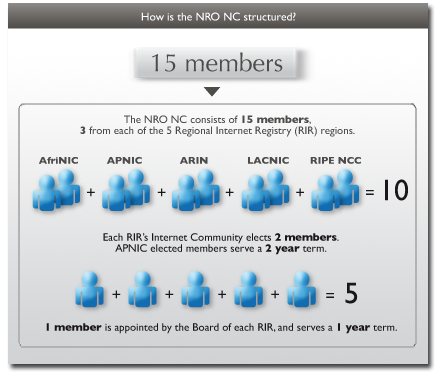 How is the NRO NC structured?
15 members
The NRO NC consists of 15 members,
3 from each of the 5 Regional Internet Registry (RIR) regions.
AfriNIC APNIC ARIN LACNIC RIPE NCC
+ + + + = 10
Each RIR's Internet Community elects 2 members.
APNIC elected members serve a 2 year term.
+ + + + = 5
1 member is appointed by the Board of each RIR, and serves a 1 year term.